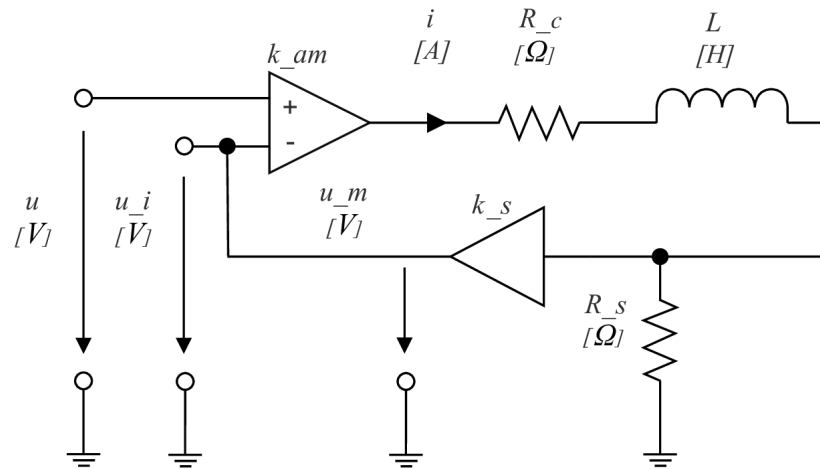 i
[A]
R_c
[Ω]
L
[H]
k_am
+
-
u
[V]
u_i
[V]
u_m
[V]
k_s
R_s
[Ω]